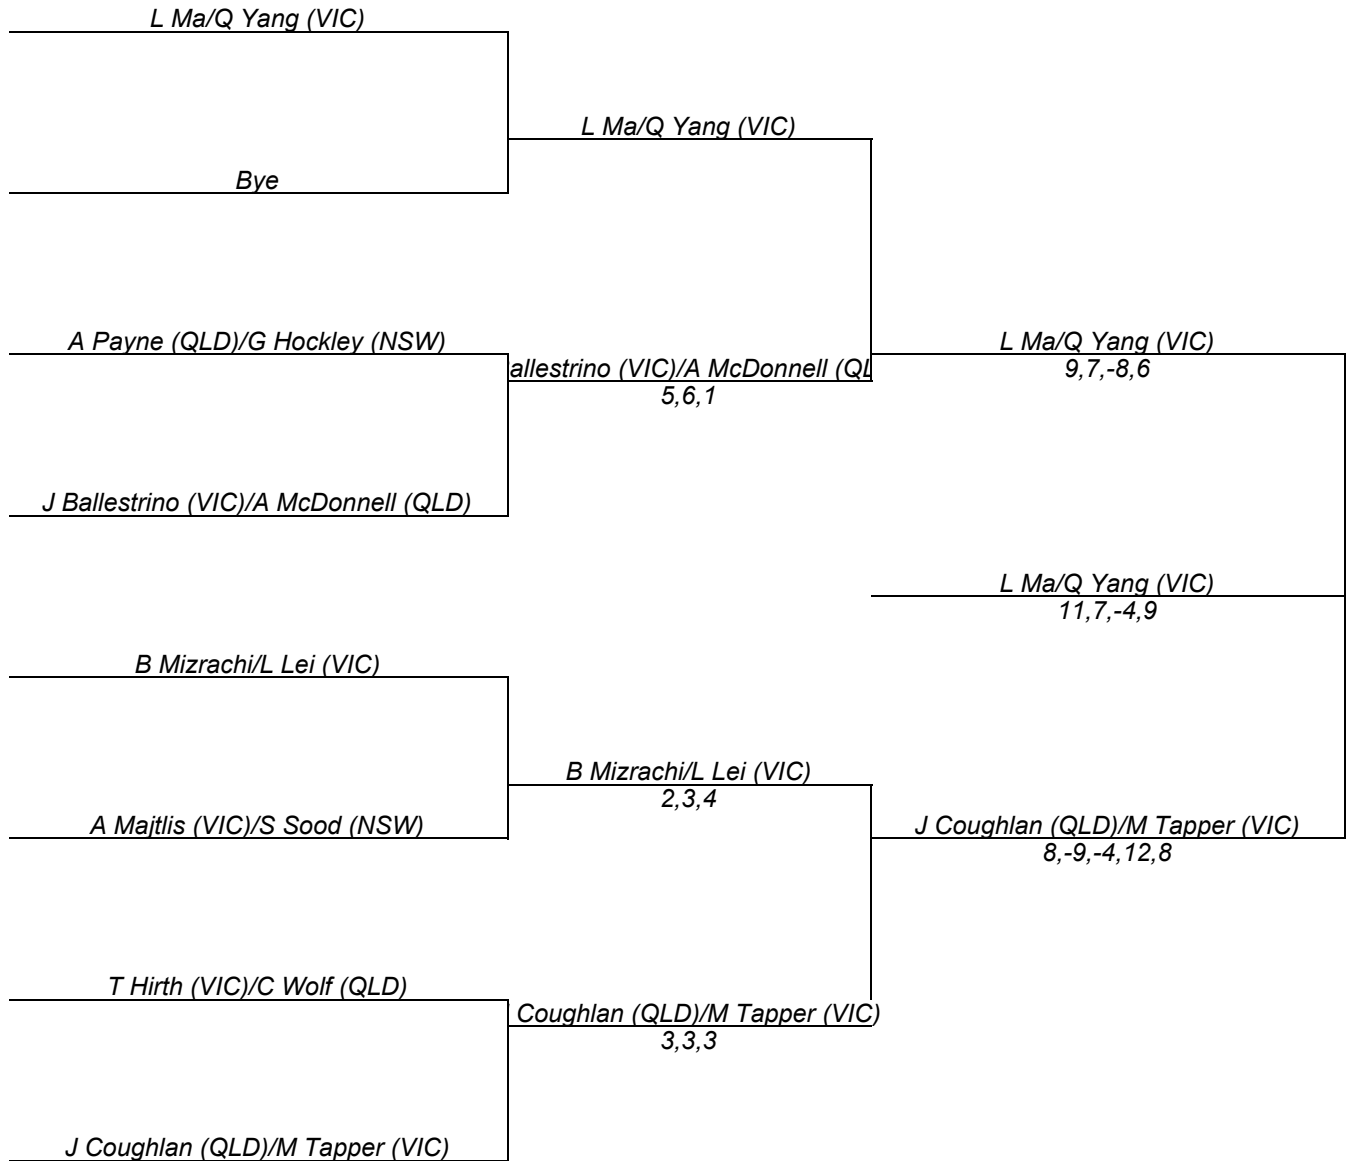 L Ma/Q Yang (VIC)
L Ma/Q Yang (VIC)
Bye
A Payne (QLD)/G Hockley (NSW)
L Ma/Q Yang (VIC)
allestrino (VIC)/A McDonnell (QL
9,7,-8,6
5,6,1
J Ballestrino (VIC)/A McDonnell (QLD)
L Ma/Q Yang (VIC)
11,7,-4,9
B Mizrachi/L Lei (VIC)
B Mizrachi/L Lei (VIC)
2,3,4
A Majtlis (VIC)/S Sood (NSW)
J Coughlan (QLD)/M Tapper (VIC)
8,-9,-4,12,8
T Hirth (VIC)/C Wolf (QLD)
Coughlan (QLD)/M Tapper (VIC)
3,3,3
J Coughlan (QLD)/M Tapper (VIC)